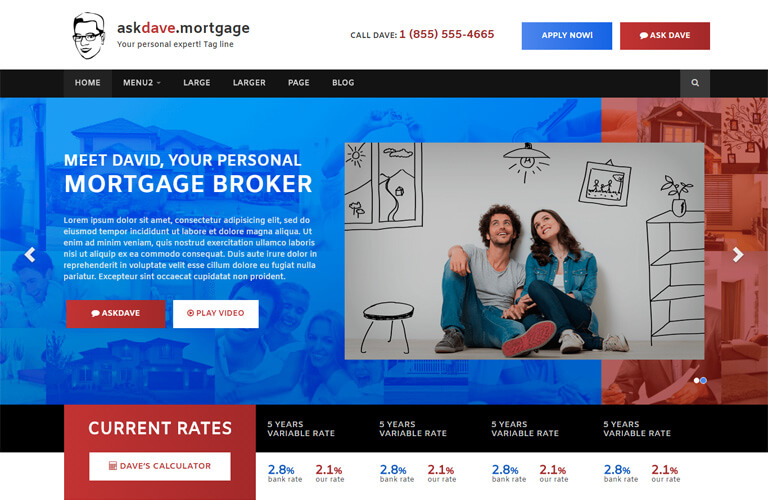 askdave.mortgage
Your personal expert! Tag line
CALL DAVE: 1 (855) 555-4665
APPLY NOW!
ASK DAVE
HOME MENU2 LARGE LARGER PAGE BLOG
MEET DAVID, YOUR PERSONAL
MORTGAGE BROKER
Lorem ipsum dolor sit amet, consectetur adipisicing elit, sed do
eiusmod tempor incididunt ut labore et dolore magna aliqua. Ut
enim ad minim veniam, quis nostrud exercitation ullamco laboris
nisi ut aliquip ex ea commodo consequat. Duis aute irure dolor in
reprehenderit in voluptate velit esse cillum dolore eu fugiat nulla
pariatur. Excepteur sint occaecat cupidatat non proident.
ASKDAVE
PLAY VIDEO
CURRENT RATES
DAVE'S CALCULATOR
5 YEARS
VARIABLE RATE
2.8% 2.1%
bank rate our rate
5 YEARS
VARIABLE RATE
2.8% 2.1%
bank rate our rate
5 YEARS
VARIABLE RATE
2.8% 2.1%
bank rate our rate
5 YEARS
VARIABLE RATE
2.8% 2.1%
bank rate our rate